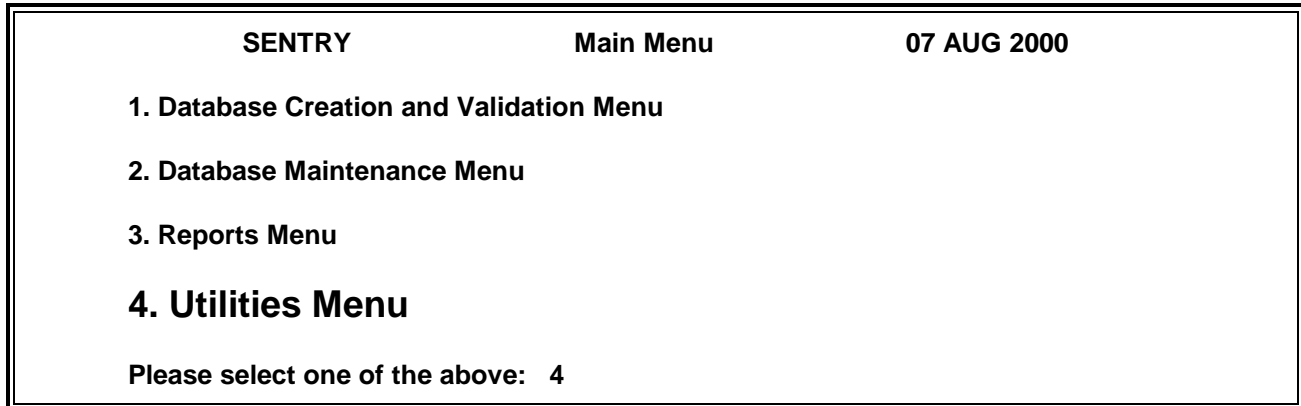 SENTRY Main Menu 07 AUG 2000
1. Database Creation and Validation Menu
2. Database Maintenance Menu
3. Reports Menu
4. Utilities Menu
Please select one of the above: 4